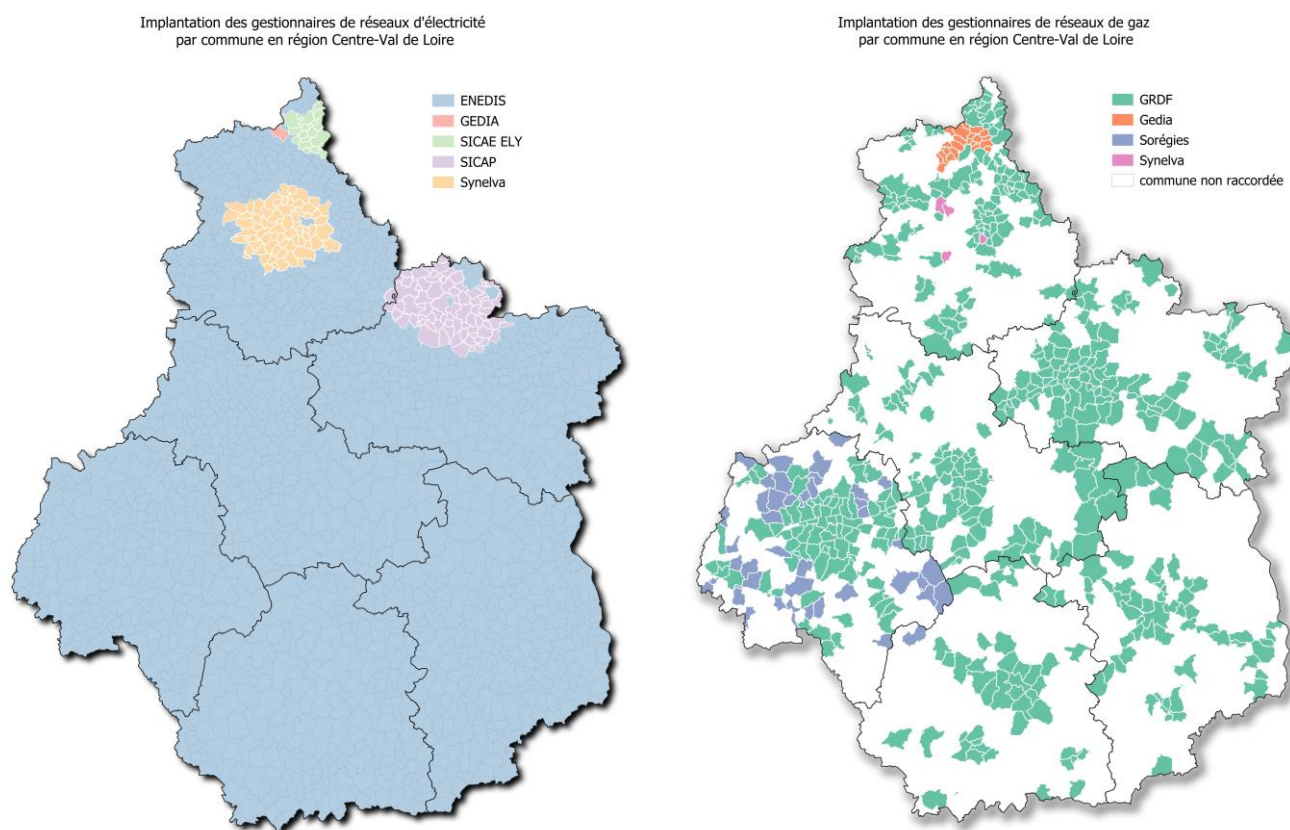 Implantation des gestionnaires de réseaux d'électricité
par commune en région Centre-Val de Loire
ENEDIS
GEDIA
SICAE ELY
SICAP
Synelva
Implantation des gestionnaires de réseaux de gaz
par commune en région Centre-Val de Loire
GRDF
Gedia
Sorégies
Synelva
commune non raccordée